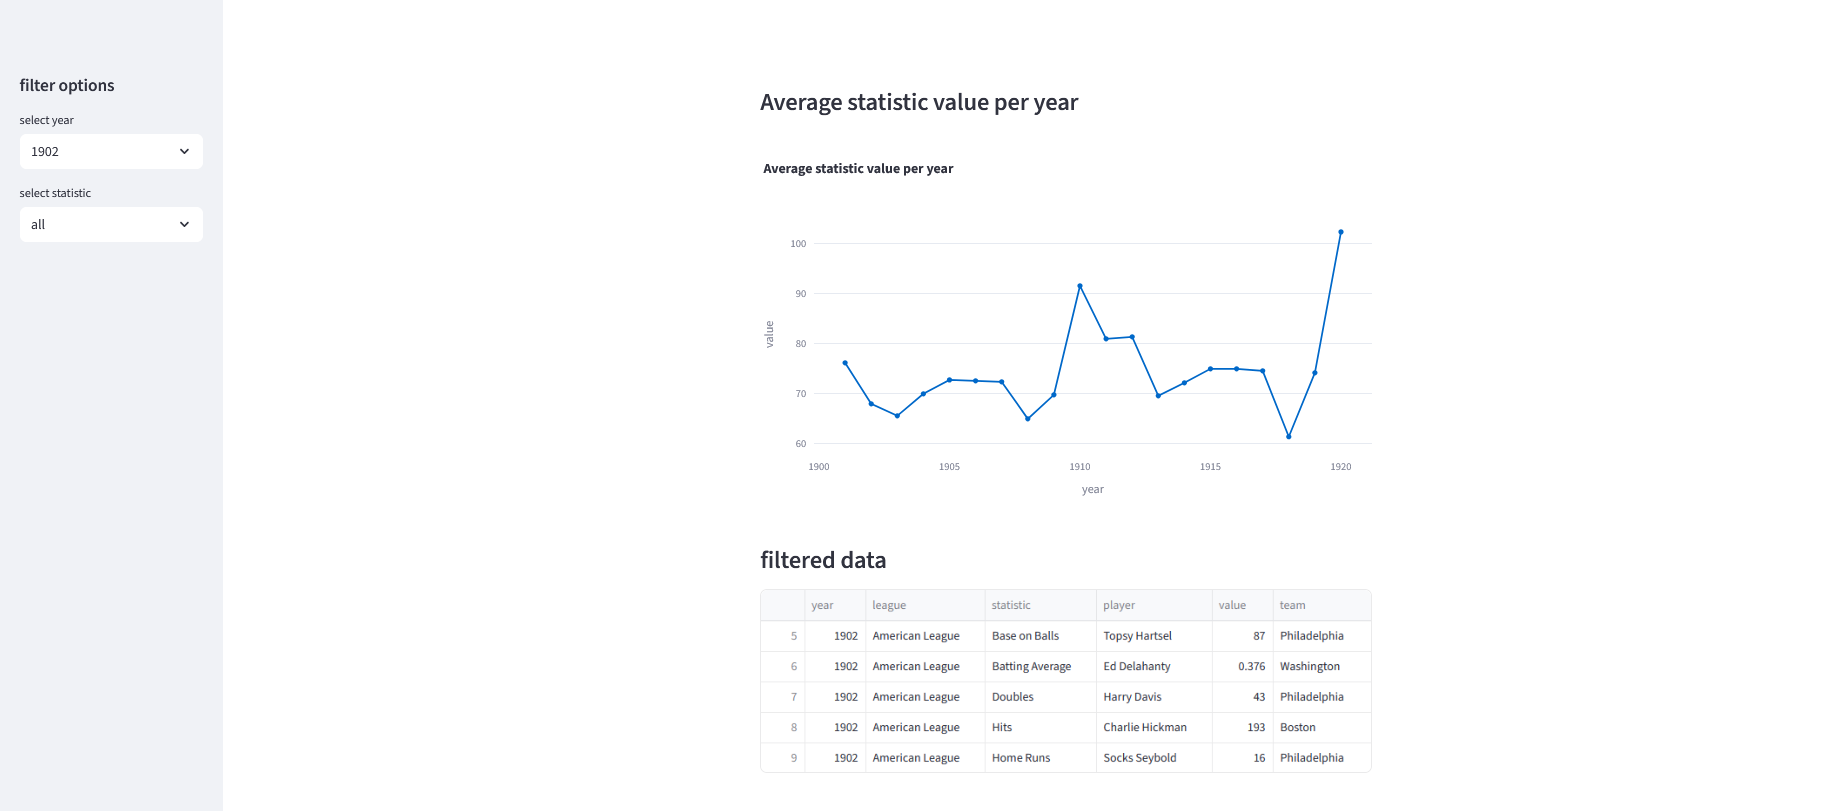 filter options
select year
1902
select statistic
all
Average statistic value per year
Average statistic value per year
100
90
80
70
60
value
1900 1905 1910 1915 1920
year
filtered data
year league statistic player value team
5 1902 American League Base on Balls Topsy Hartsel 87 Philadelphia
6 1902 American League Batting Average Ed Delahanty 0.376 Washington
7 1902 American League Doubles Harry Davis 43 Philadelphia
8 1902 American League Hits Charlie Hickman 193 Boston
9 1902 American League Home Runs Socks Seybold 16 Philadelphia